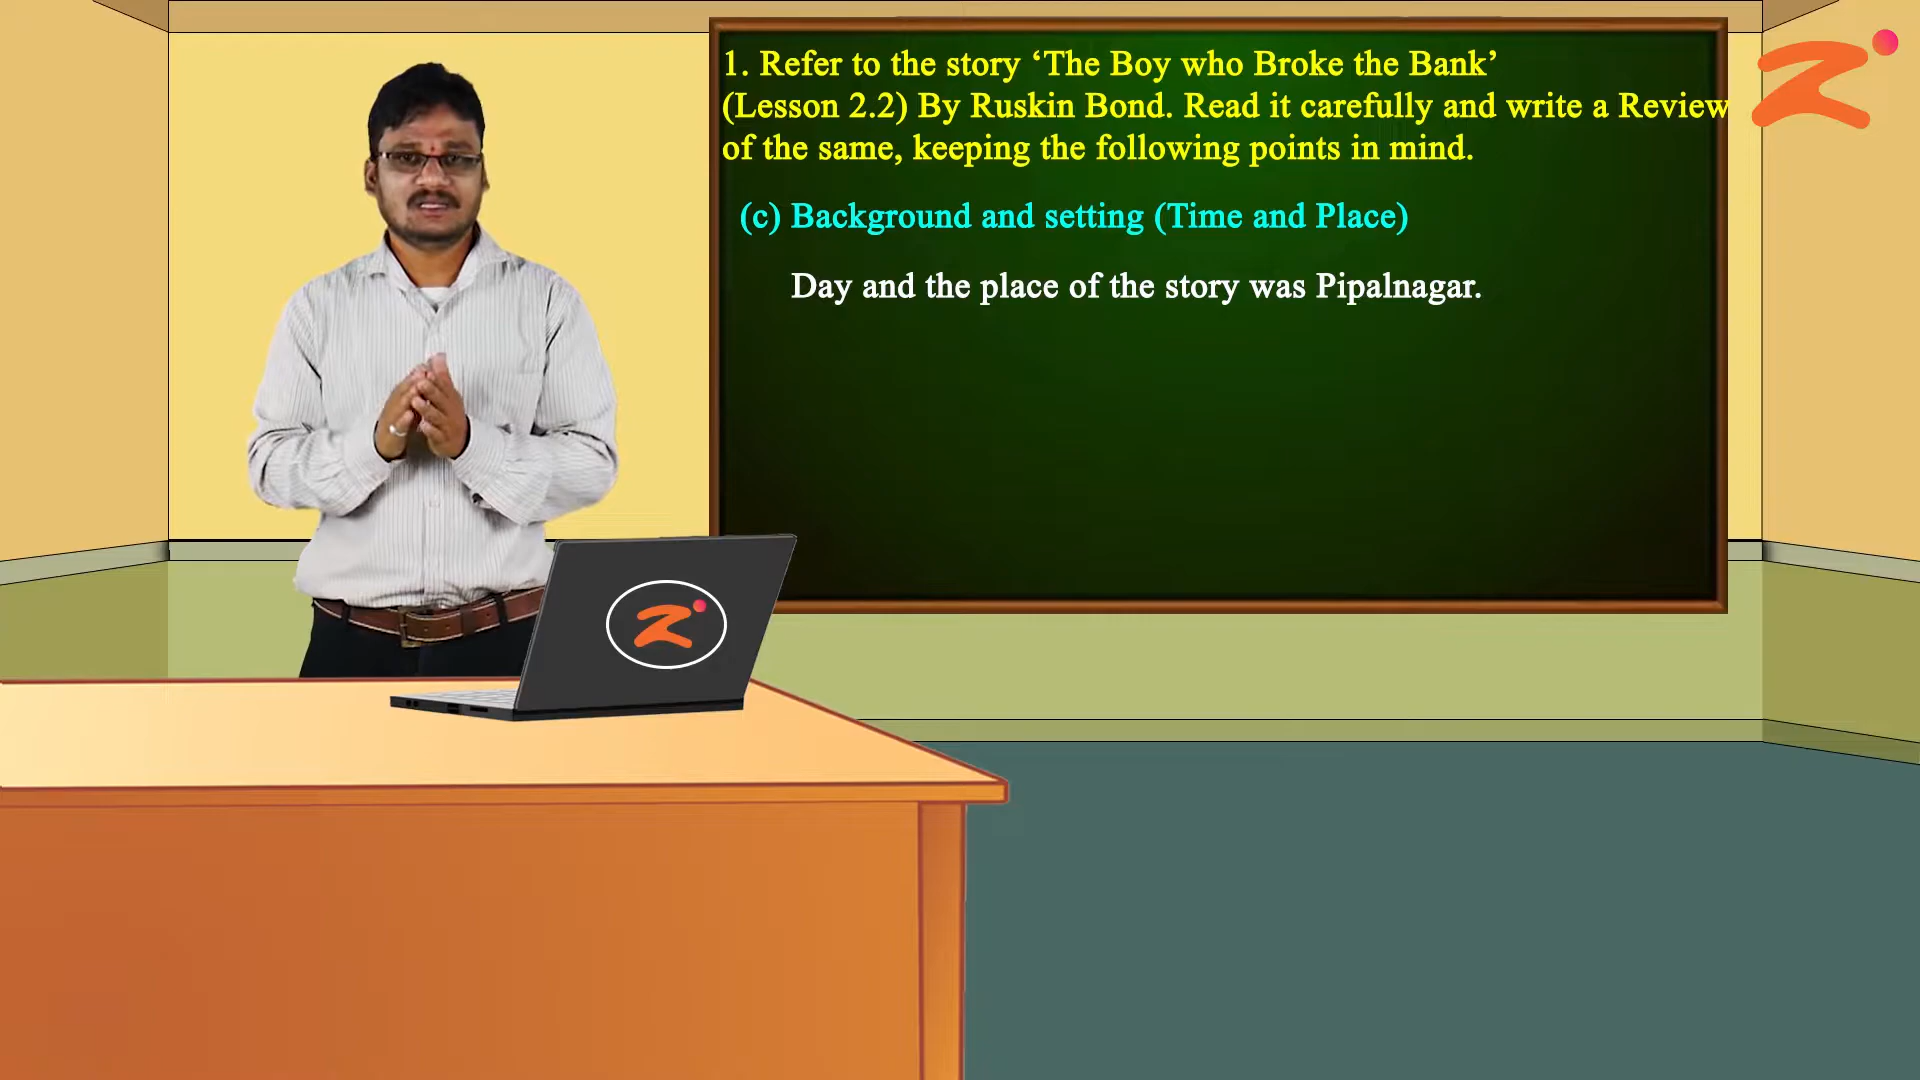 1. Refer to the story ‘The Boy who Broke the Bank’
(Lesson 2.2) By Ruskin Bond. Read it carefully and write a Review
of the same, keeping the following points in mind.
(c) Background and setting (Time and Place)
Day and the place of the story was Pipalnagar.